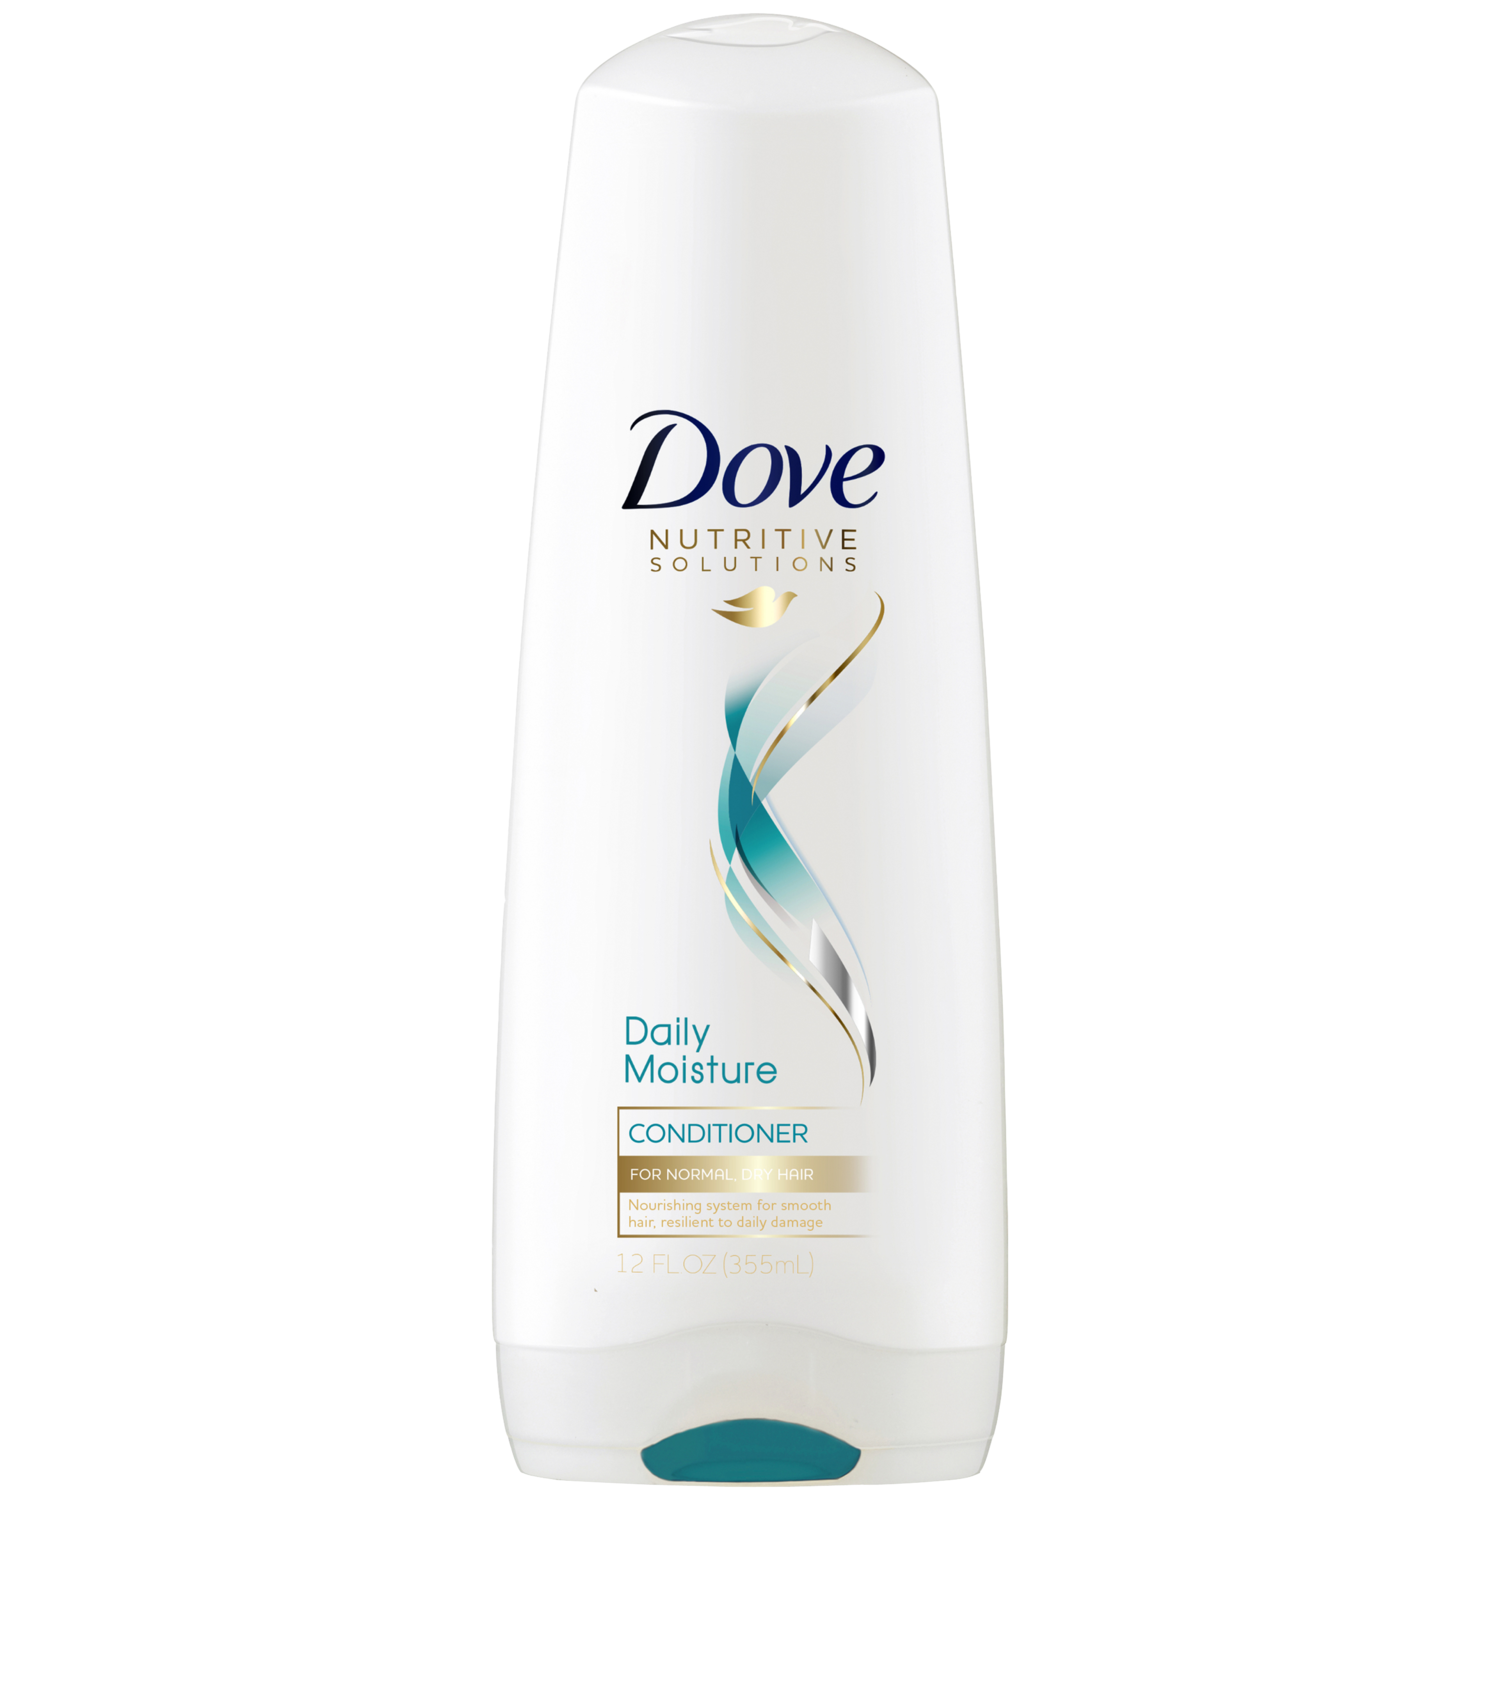 Dove
NUTRITIVE
SOLUTIONS
Daily
Moisture
CONDITIONER
FOR NORMAL, DRY HAIR
Nourishing system for smooth
hair, resilient to daily damage
12 FL OZ (355mL)